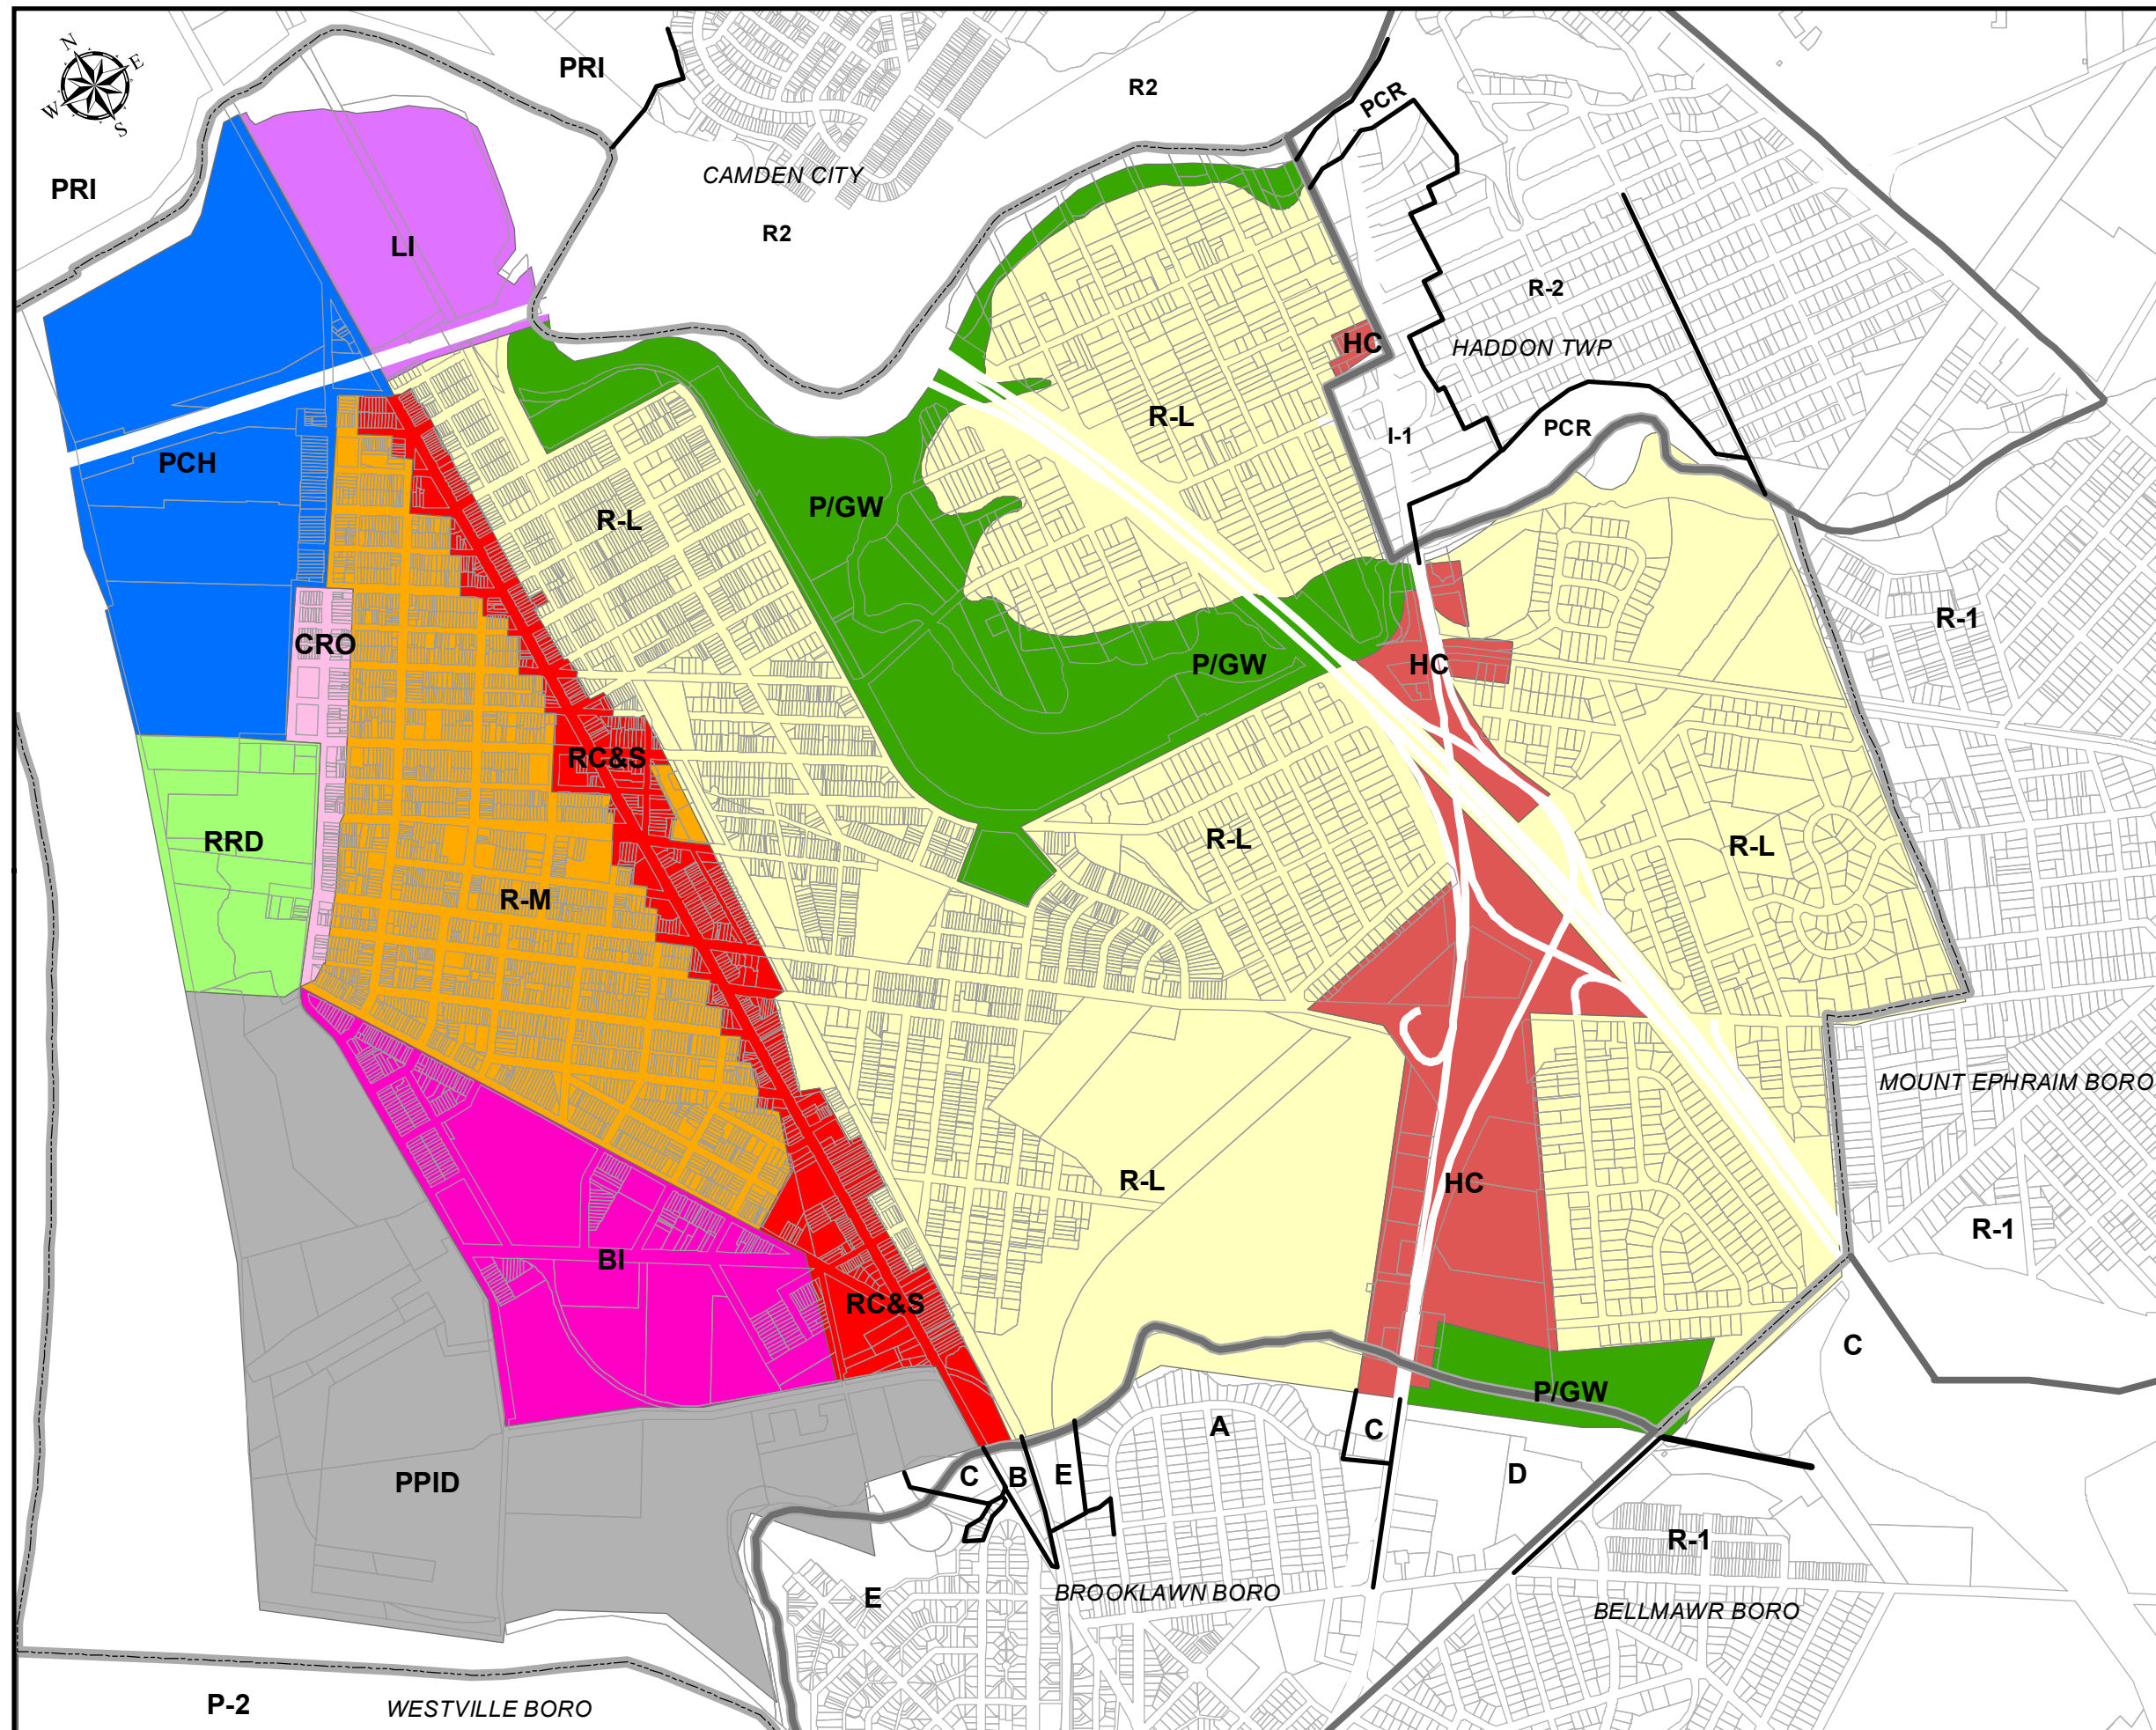 N
E
W
S
PRI
PRI
R2
PCR
CAMDEN CITY
PRI
R2
LI
R-2
HC
HADDON TWP
R-L
I-1
PCR
PCH
P/GW
R-L
R-1
CRO
P/GW
HC
RC&S
RRD
R-L
R-L
R-M
MOUNT EPHRAIM BORO
R-L
HC
R-1
BI
RC&S
C
P/GW
A
C
PPID
C
B
E
D
R-1
E
BROOKLAWN BORO
BELLMAWR BORO
P-2
WESTVILLE BORO